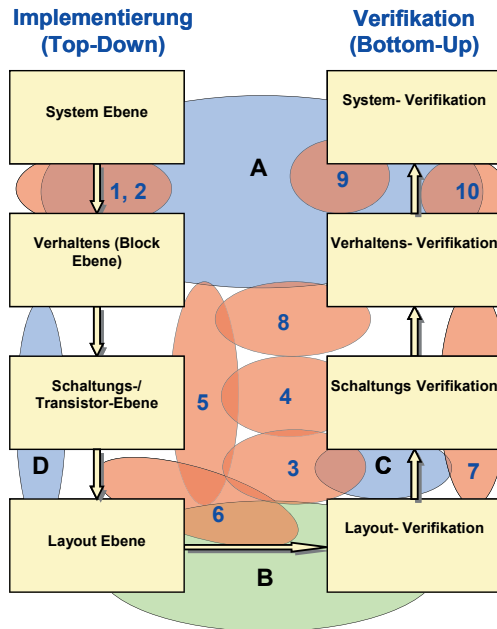 Implementierung
(Top-Down)
Verifikation
(Bottom-Up)
System Ebene
System- Verifikation
A
1, 2
9
10
Verhaltens (Block
Ebene)
Verhaltens- Verifikation
8
5
4
Schaltungs-/
Transistor-Ebene
Schaltungs Verifikation
D
3
C
7
6
Layout Ebene
Layout- Verifikation
B